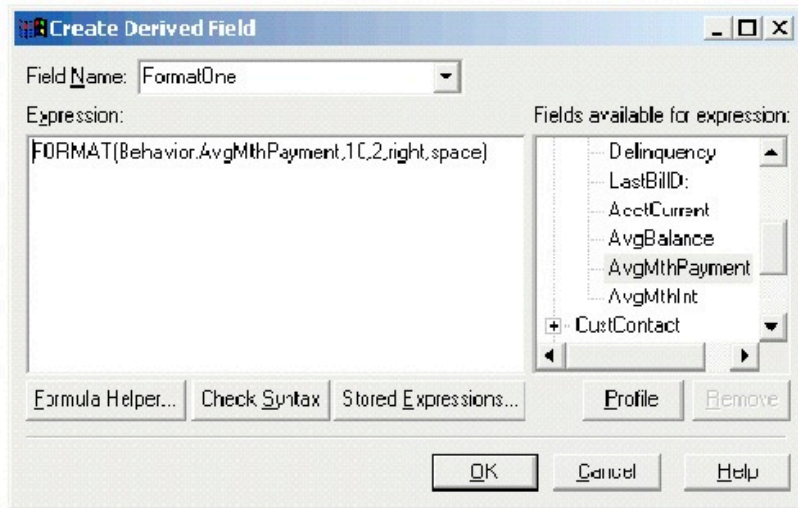 Create Derived Field
Field Name: FormatOne
Expression:
FORMAT(Behavior.AvgMthPayment,10,2,right,space)
Fields available for expression:
Delinquency
LastBillD:
AcctCurrent
AvgBalance
AvgMthPayment
AvgMthInt
CustContact
Formula Helper...
Check Syntax
Stored Expressions...
Profile
Remove
OK
Cancel
Help